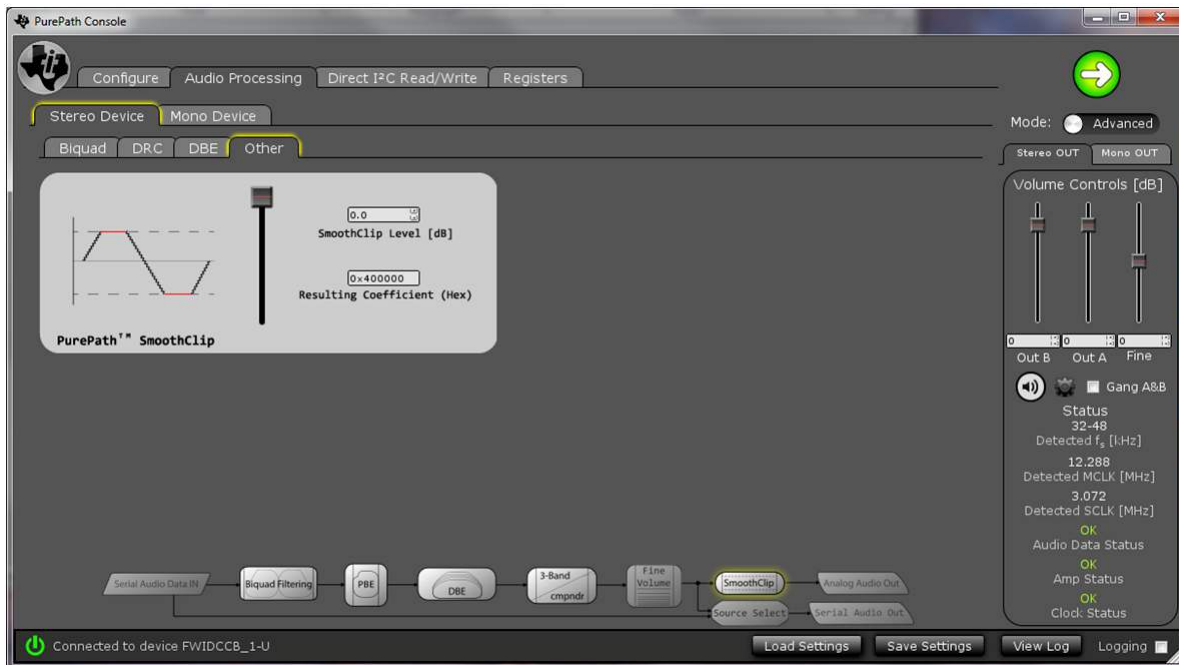 PurePath Console
Configure Audio Processing Direct I²C Read/Write Registers
Stereo Device Mono Device
Biquad DRC DBE Other
0.0
SmoothClip Level [dB]
0x400000
Resulting Coefficient (Hex)
PurePath™ SmoothClip
Mode: Advanced
Stereo OUT Mono OUT
Volume Controls [dB]
0 0 0
Out B Out A Fine
Gang A&B
Status
32-48
Detected fs [kHz]
12.288
Detected MCLK [MHz]
3.072
Detected SCLK [MHz]
OK
Audio Data Status
OK
Amp Status
OK
Clock Status
Serial Audio Data IN
Biquad Filtering
PBE
DBE
3-Band
cmpndr
Fine
Volume
SmoothClip
Analog Audio Out
Source Select
Serial Audio Out
Connected to device FWIDCCB_1-U
Load Settings Save Settings View Log Logging